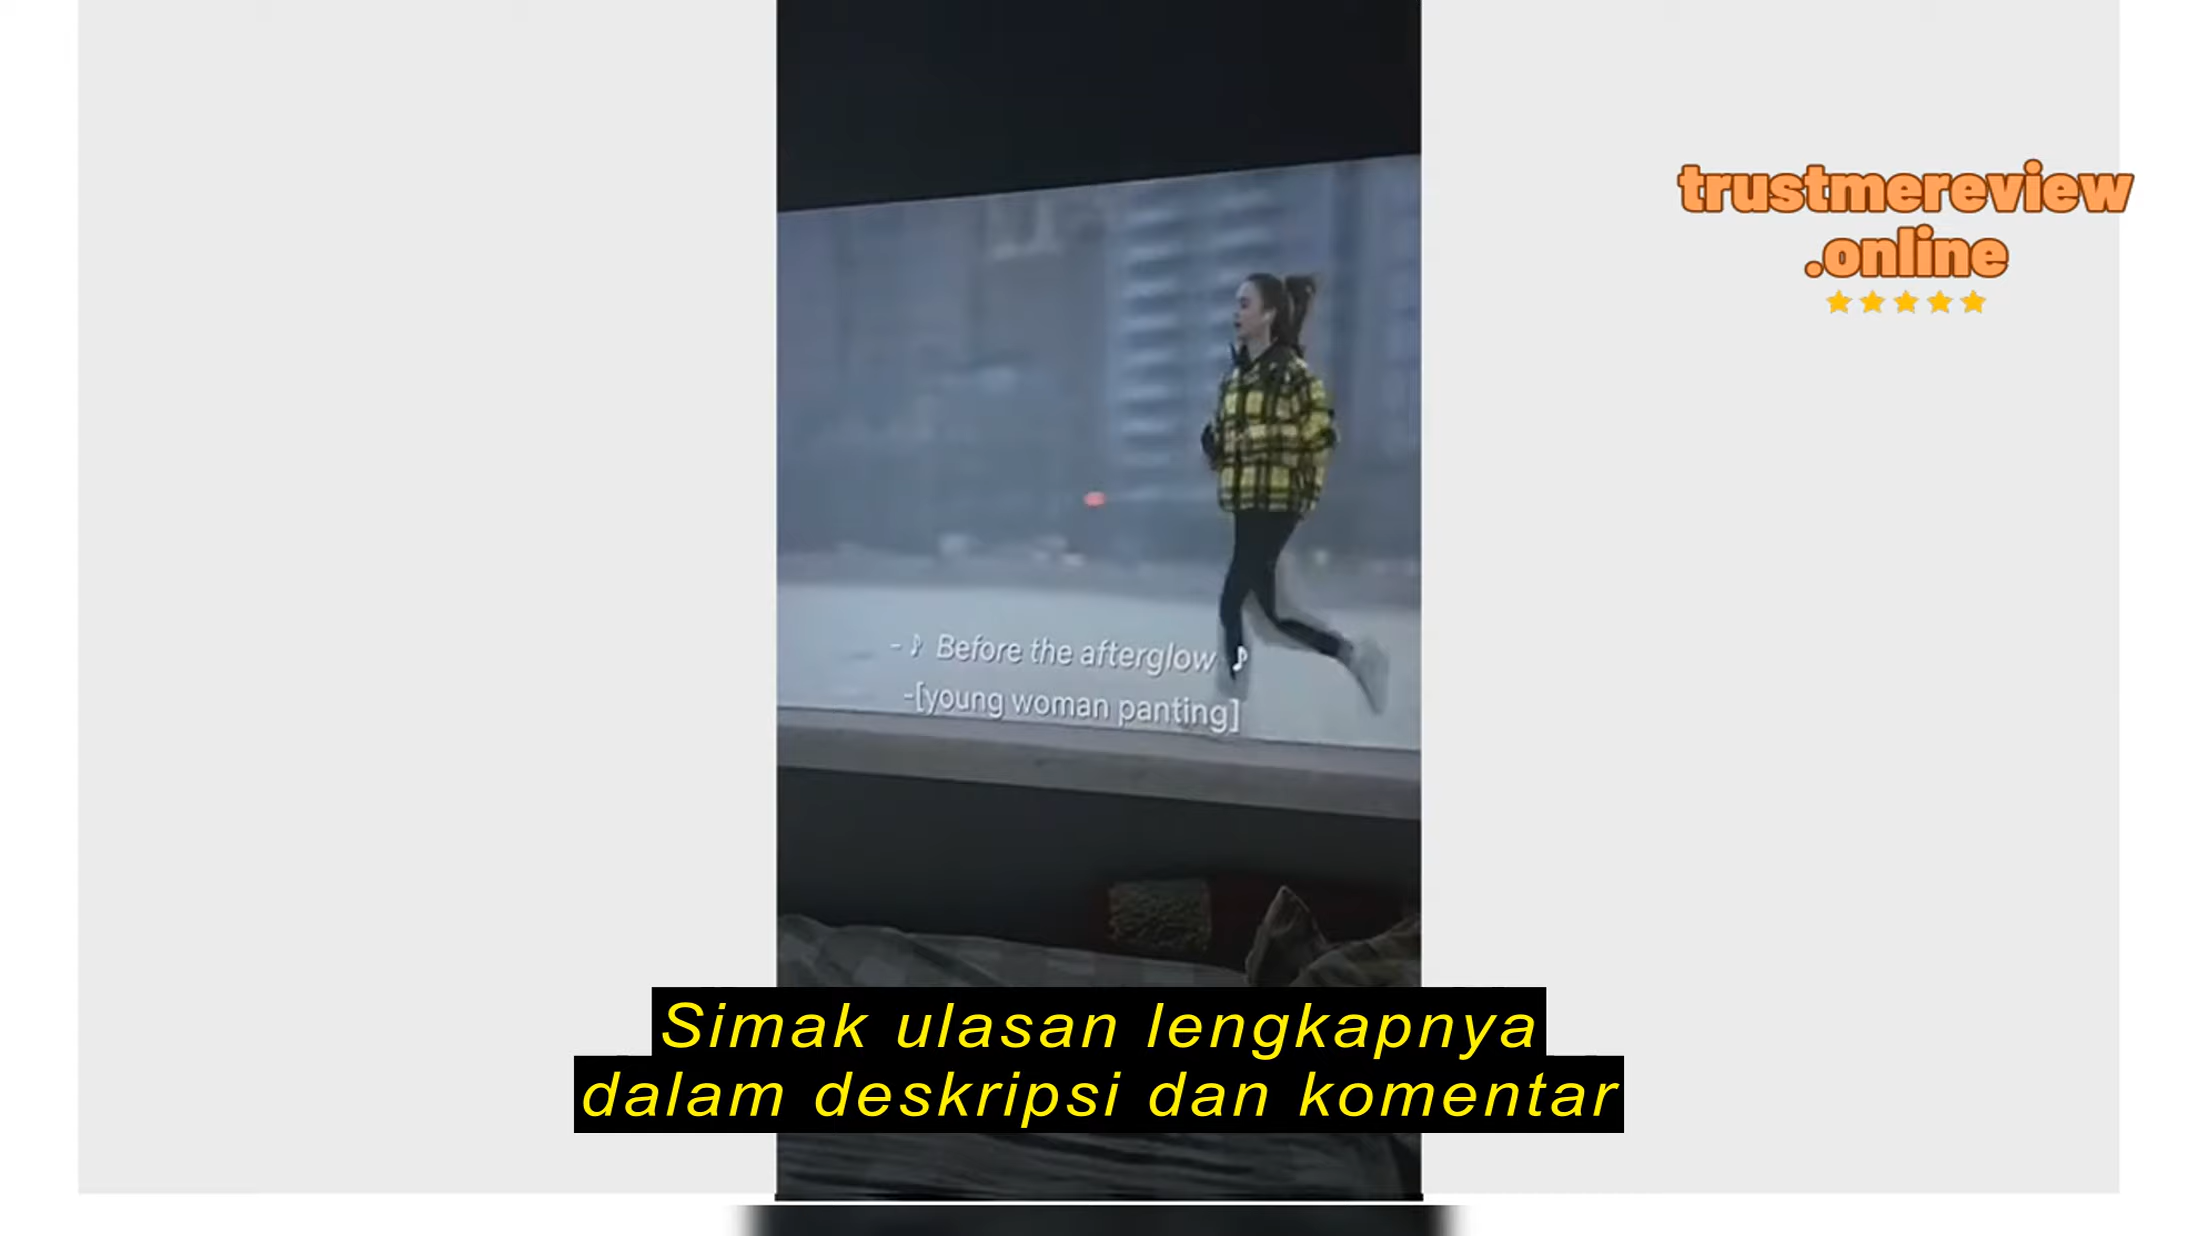 trustmereview
.online
- ♪ Before the afterglow ♪
-[young woman panting]
Simak ulasan lengkapnya
dalam deskripsi dan komentar